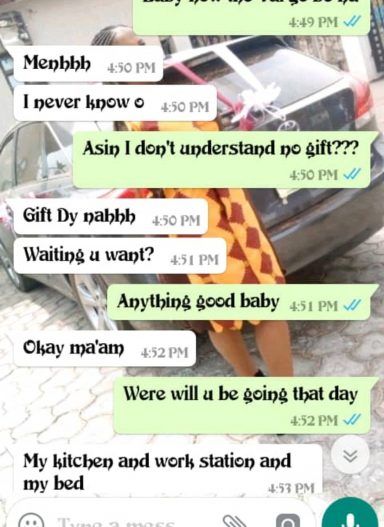 Baby how the
4:49 PM
Menhhh 4:50 PM
I never know o 4:50 PM
Asin I don't understand no gift???
4:50 PM
Gift Dy nahhh 4:50 PM
Waiting u want? 4:51 PM
Anything good baby 4:51 PM
Okay ma'am 4:52 PM
Were will u be going that day
4:52 PM
My kitchen and work station and
my bed 4:53 PM
Type a mess